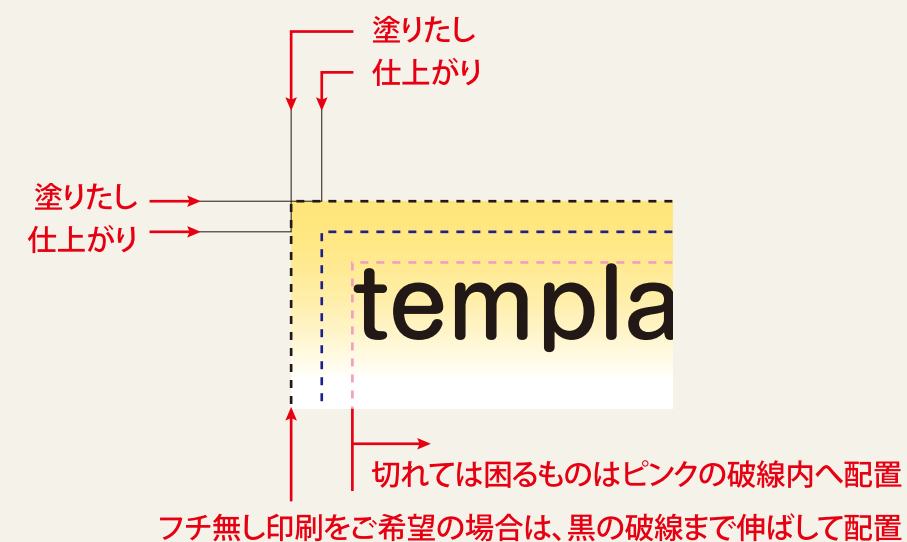 塗りたし
仕上がり
塗りたし
仕上がり
templa
切れては困るものはピンクの破線内へ配置
フチ無し印刷をご希望の場合は、黒の破線まで伸ばして配置